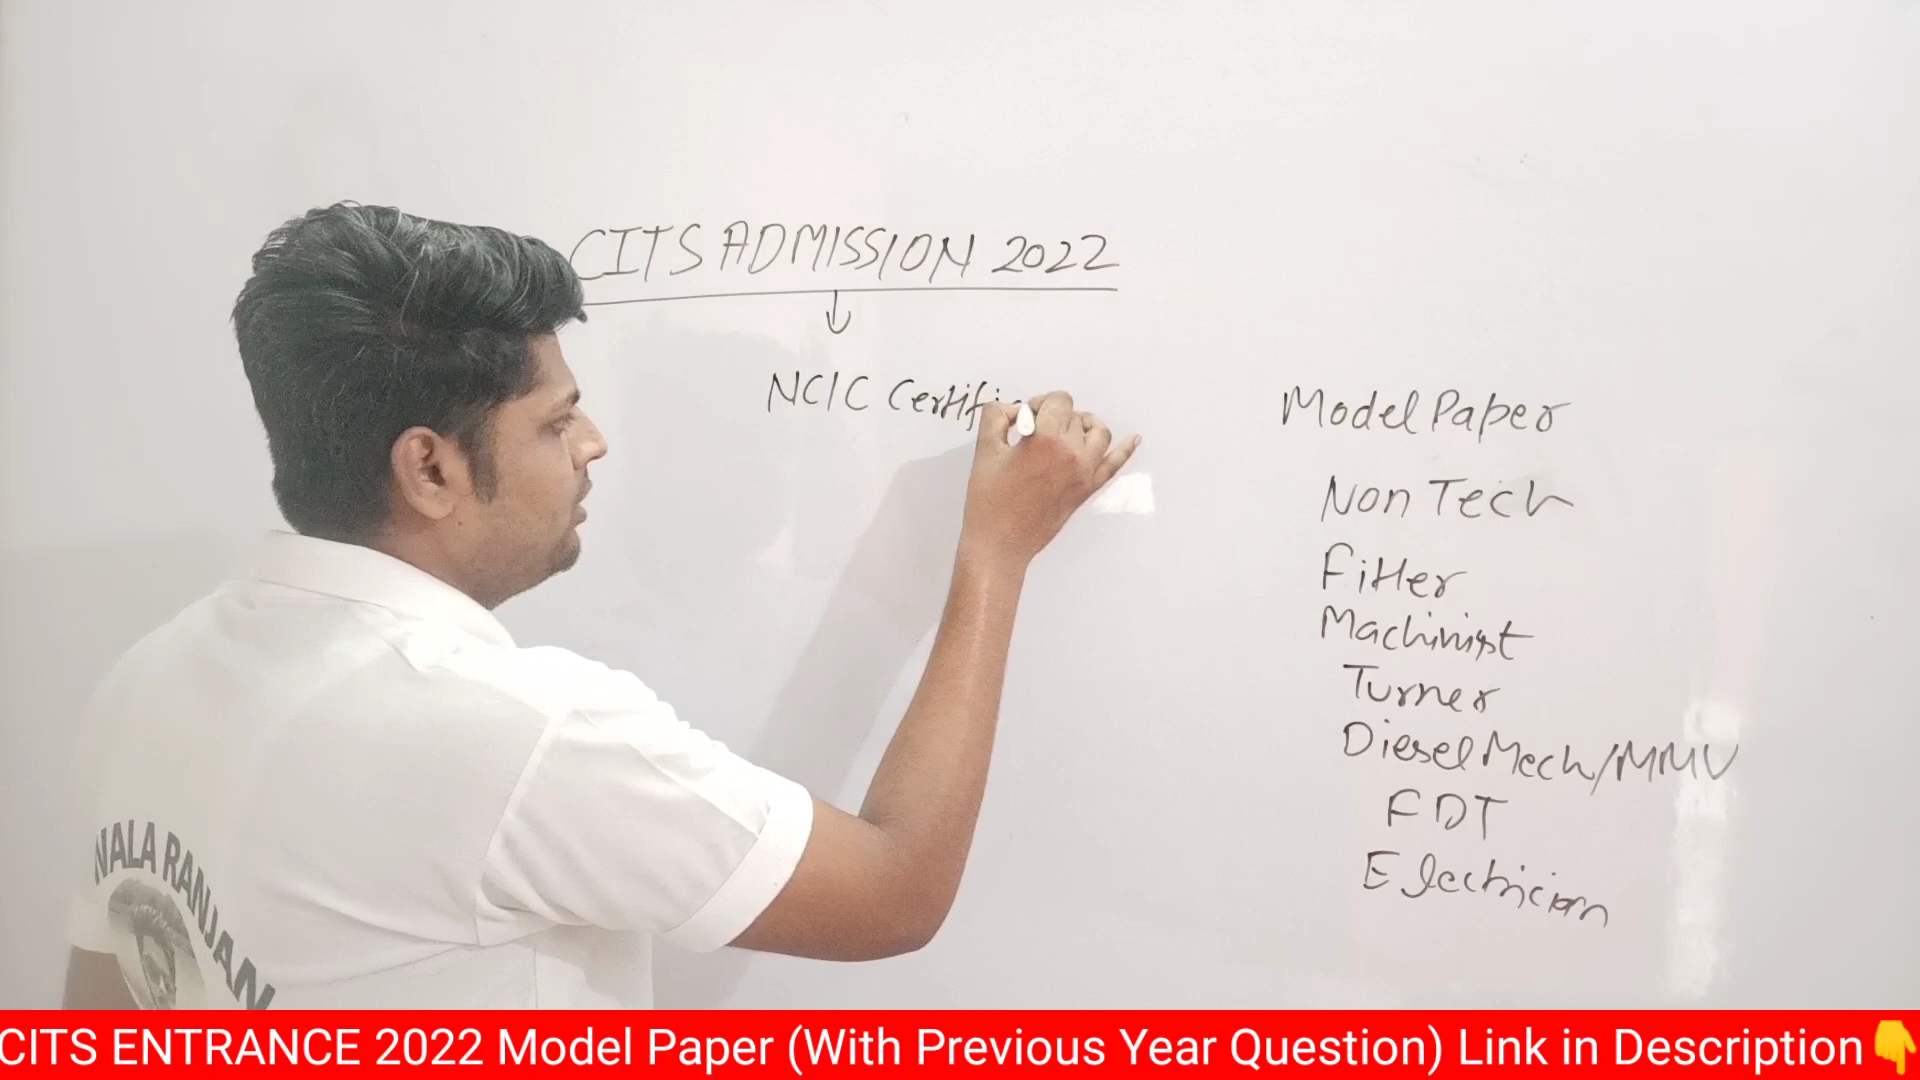 CITS ADMISSION 2022
NCIC Certifi
Model Paper
Non Tech
Fitter
Machinist
Turner
Diesel Mech/MMV
FDT
Electrician
NALA RANJAN
CITS ENTRANCE 2022 Model Paper (With Previous Year Question) Link in Description👇